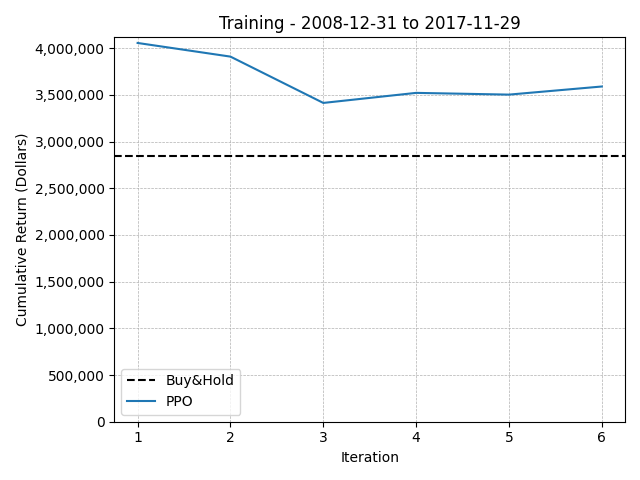 Training - 2008-12-31 to 2017-11-29
Cumulative Return (Dollars)
4,000,000
3,500,000
3,000,000
2,500,000
2,000,000
1,500,000
1,000,000
500,000
0
Buy&Hold
PPO
1 2 3 4 5 6
Iteration